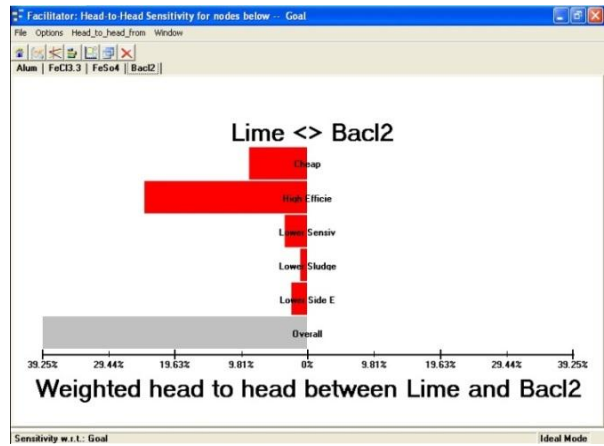 Facilitator: Head-to-Head Sensitivity for nodes below -- Goal
File Options Head_to_head_from Window
Alum | FeCl3.3 | FeSo4 | Bacl2
Lime <> Bacl2
Cheap
High Efficie
Lower Sensiv
Lower Sludge
Lower Side E
Overall
39.25% 29.44% 19.63% 9.81% 0% 9.81% 19.63% 29.44% 39.25%
Weighted head to head between Lime and Bacl2
Sensitivity w.r.t.: Goal Ideal Mode